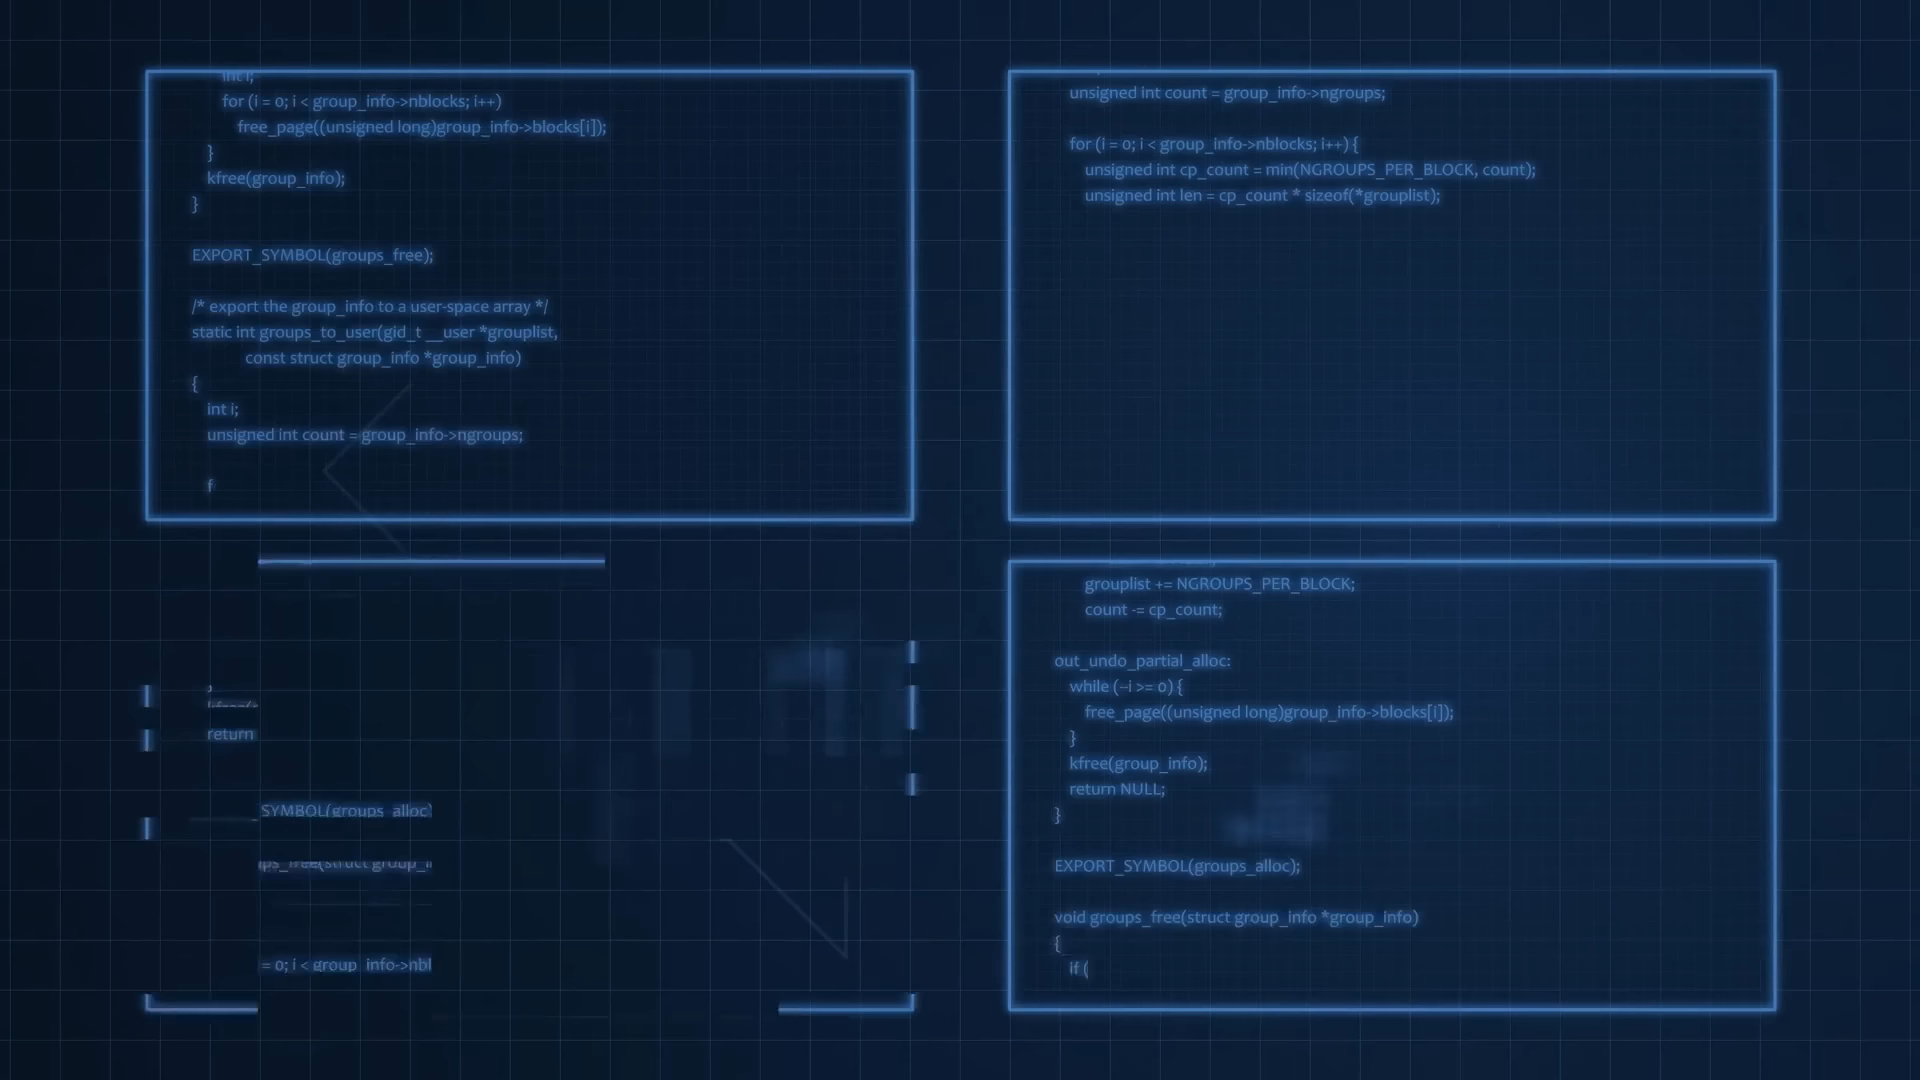 int i;
for (i = 0; i < group_info->nblocks; i++)
free_page((unsigned long)group_info->blocks[i]);
}
kfree(group_info);
}
EXPORT_SYMBOL(groups_free);
/* export the group_info to a user-space array */
static int groups_to_user(gid_t __user *grouplist,
const struct group_info *group_info)
{
int i;
unsigned int count = group_info->ngroups;
f
unsigned int count = group_info->ngroups;
for (i = 0; i < group_info->nblocks; i++) {
unsigned int cp_count = min(NGROUPS_PER_BLOCK, count);
unsigned int len = cp_count * sizeof(*grouplist);
return
SYMBOL(groups_alloc)
ps_free(struct group_i
= 0; i < group_info->nbl
grouplist += NGROUPS_PER_BLOCK;
count -= cp_count;
out_undo_partial_alloc:
while (--i >= 0) {
free_page((unsigned long)group_info->blocks[i]);
}
kfree(group_info);
return NULL;
}
EXPORT_SYMBOL(groups_alloc);
void groups_free(struct group_info *group_info)
{
if (